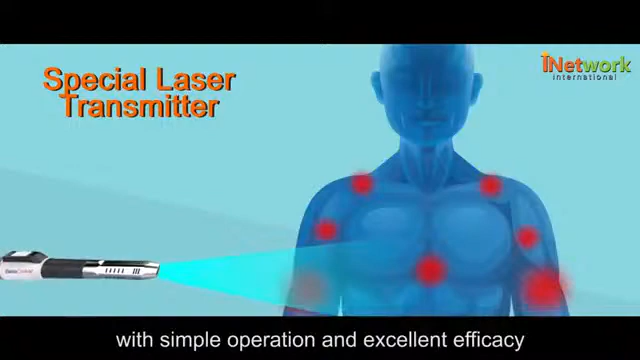 Special Laser
Transmitter
iNetwork
international
with simple operation and excellent efficacy